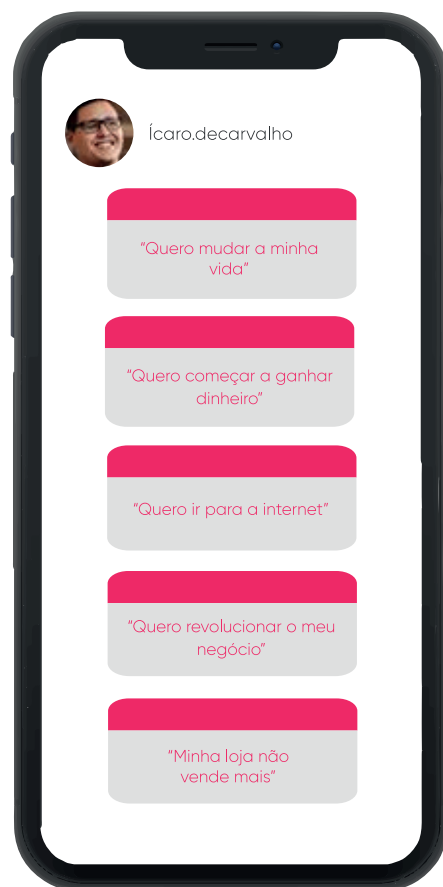 Ícaro.decarvalho
“Quero mudar a minha
vida”
“Quero começar a ganhar
dinheiro”
“Quero ir para a internet”
“Quero revolucionar o meu
negócio”
“Minha loja não
vende mais”